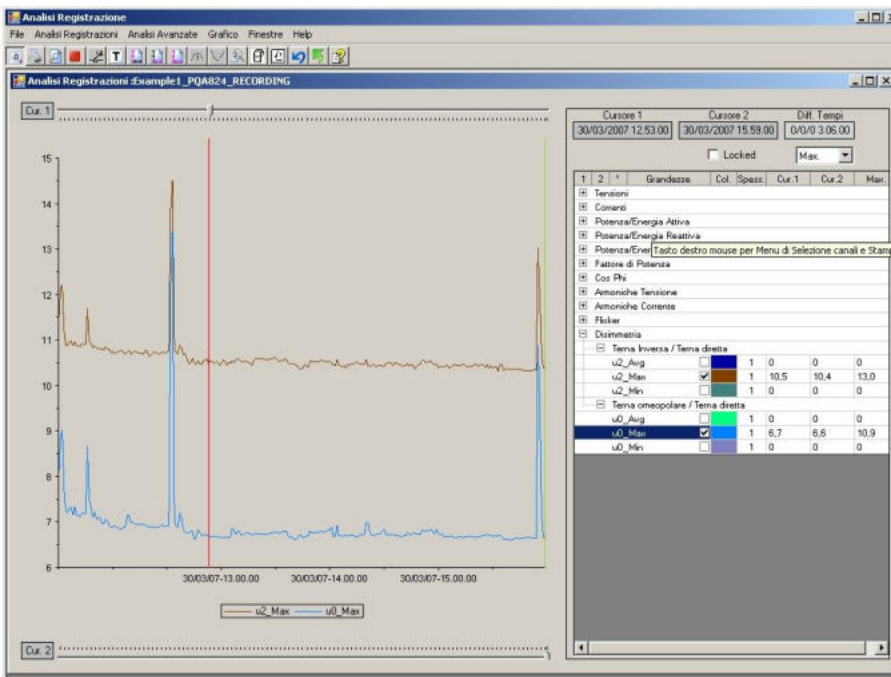 Analisi Registrazione
File Analisi Registrazioni Analisi Avanzate Grafico Finestre Help
Analisi Registrazioni :Example1_PQA824_RECORDING
Cur. 1
Cursore 1 Cursore 2 Diff. Tempi
30/03/2007 12.53.00 30/03/2007 15.59.00 0/0/0 3.06.00
Locked Max.
1 2 * Grandezze Col. Spess. Cur.1 Cur.2 Max.
Tensioni
Correnti
Potenza/Energia Attiva
Potenza/Energia Reattiva
Potenza/Ener
Tasto destro mouse per Menu di Selezione canali e Stam
Fattore di Potenza
Cos Phi
Armoniche Tensione
Armoniche Corrente
Flicker
Disimmetria
Terna Inversa / Terna diretta
u2_Avg 1 0 0 0
u2_Max 1 10,5 10,4 13,0
u2_Min 1 0 0 0
Terna omeopolare / Terna diretta
u0_Avg 1 0 0 0
u0_Max 1 6,7 6,6 10,9
u0_Min 1 0 0 0
15
14
13
12
11
10
9
8
7
6
30/03/07-13.00.00 30/03/07-14.00.00 30/03/07-15.00.00
u2_Max u0_Max
Cur. 2